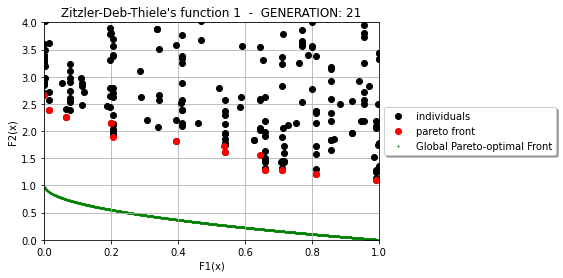 Zitzler-Deb-Thiele's function 1  -  GENERATION: 21
4.0
3.5
3.0
2.5
2.0
1.5
1.0
0.5
0.0
F2(x)
0.0 0.2 0.4 0.6 0.8 1.0
F1(x)
individuals
pareto front
Global Pareto-optimal Front